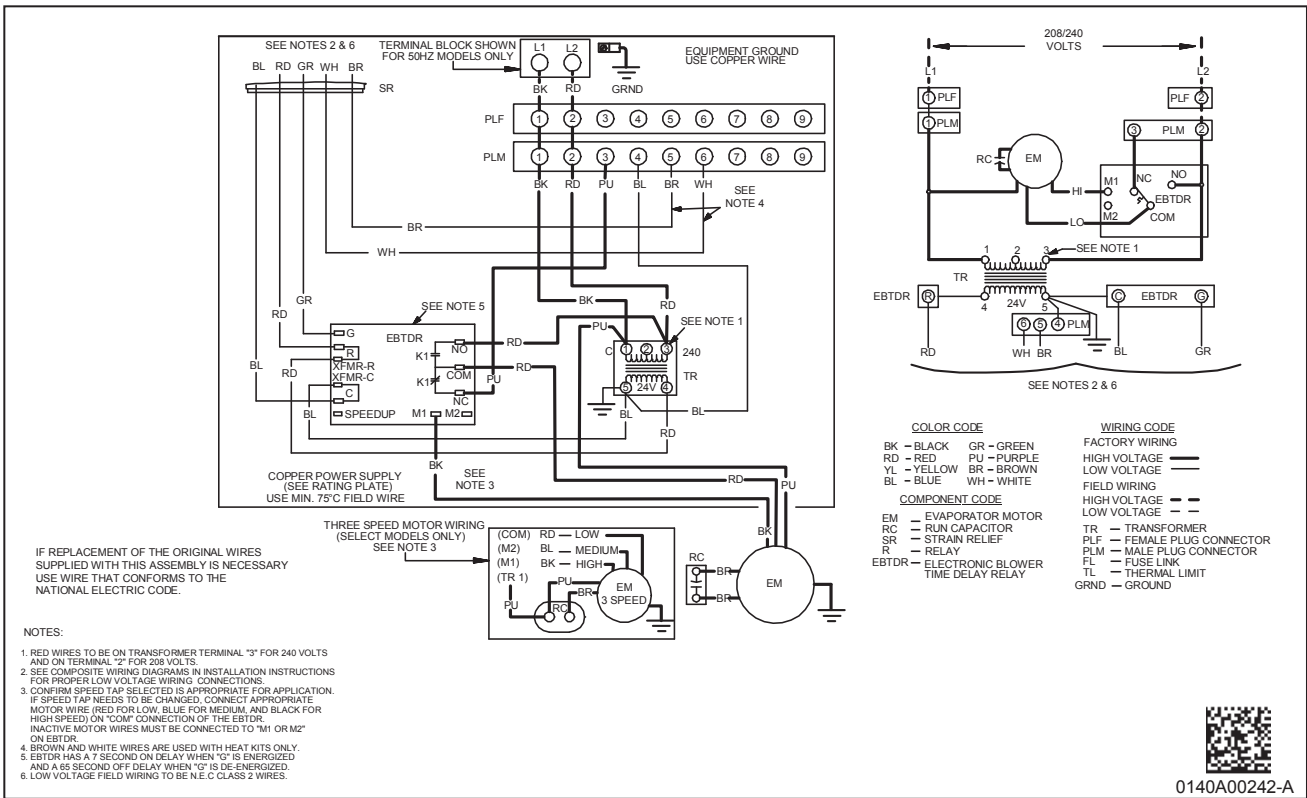 SEE NOTES 2 & 6
BL RD GR WH BR
SR
TERMINAL BLOCK SHOWN
FOR 50HZ MODELS ONLY
L1 L2
GRND
EQUIPMENT GROUND
USE COPPER WIRE
BK RD
PLF 1 2 3 4 5 6 7 8 9
PLM 1 2 3 4 5 6 7 8 9
BK RD PU BL BR WH
SEE
NOTE 4
BR
WH
GR
RD
BK
RD
PU
SEE NOTE 5
SEE NOTE 1
EBTDR
G
R
XFMR-R
XFMR-C
C
SPEEDUP
K1
K1
NO
COM
NC
M1 M2
RD
RD
PU
BL
RD
BL
C 1 2 3 240
TR
5 24V 4
BL
BL
RD
BK
SEE
NOTE 3
RD
PU
COPPER POWER SUPPLY
(SEE RATING PLATE)
USE MIN. 75°C FIELD WIRE
BK
THREE SPEED MOTOR WIRING
(SELECT MODELS ONLY)
SEE NOTE 3
(COM) RD LOW
(M2) BL MEDIUM
(M1) BK HIGH
(TR 1)
PU
PU
BR
RC
EM
3 SPEED
RC
BR
BR
EM
IF REPLACEMENT OF THE ORIGINAL WIRES
SUPPLIED WITH THIS ASSEMBLY IS NECESSARY
USE WIRE THAT CONFORMS TO THE
NATIONAL ELECTRIC CODE.
NOTES:
1. RED WIRES TO BE ON TRANSFORMER TERMINAL "3" FOR 240 VOLTS
AND ON TERMINAL "2" FOR 208 VOLTS.
2. SEE COMPOSITE WIRING DIAGRAMS IN INSTALLATION INSTRUCTIONS
FOR PROPER LOW VOLTAGE WIRING CONNECTIONS.
3. CONFIRM SPEED TAP SELECTED IS APPROPRIATE FOR APPLICATION.
IF SPEED TAP NEEDS TO BE CHANGED, CONNECT APPROPRIATE
MOTOR WIRE (RED FOR LOW, BLUE FOR MEDIUM, AND BLACK FOR
HIGH SPEED) ON "COM" CONNECTION OF THE EBTDR.
INACTIVE MOTOR WIRES MUST BE CONNECTED TO "M1 OR M2"
ON EBTDR.
4. BROWN AND WHITE WIRES ARE USED WITH HEAT KITS ONLY.
5. EBTDR HAS A 7 SECOND ON DELAY WHEN "G" IS ENERGIZED
AND A 65 SECOND OFF DELAY WHEN "G" IS DE-ENERGIZED.
6. LOW VOLTAGE FIELD WIRING TO BE N.E.C CLASS 2 WIRES.
208/240
VOLTS
L1
L2
1 PLF
PLF 2
1 PLM
3 PLM 2
RC
EM
HI
LO
M1
M2
NC
NO
EBTDR
COM
1 2 3
SEE NOTE 1
TR
4 24V 5
EBTDR R
C EBTDR G
6 5 4 PLM
RD
WH BR
BL
GR
SEE NOTES 2 & 6
COLOR CODE
BK – BLACK GR – GREEN
RD – RED PU – PURPLE
YL – YELLOW BR – BROWN
BL – BLUE WH – WHITE
COMPONENT CODE
EM — EVAPORATOR MOTOR
RC — RUN CAPACITOR
SR — STRAIN RELIEF
R — RELAY
EBTDR — ELECTRONIC BLOWER
TIME DELAY RELAY
WIRING CODE
FACTORY WIRING
HIGH VOLTAGE
LOW VOLTAGE
FIELD WIRING
HIGH VOLTAGE
LOW VOLTAGE
TR — TRANSFORMER
PLF — FEMALE PLUG CONNECTOR
PLM — MALE PLUG CONNECTOR
FL — FUSE LINK
TL — THERMAL LIMIT
GRND — GROUND
0140A00242-A